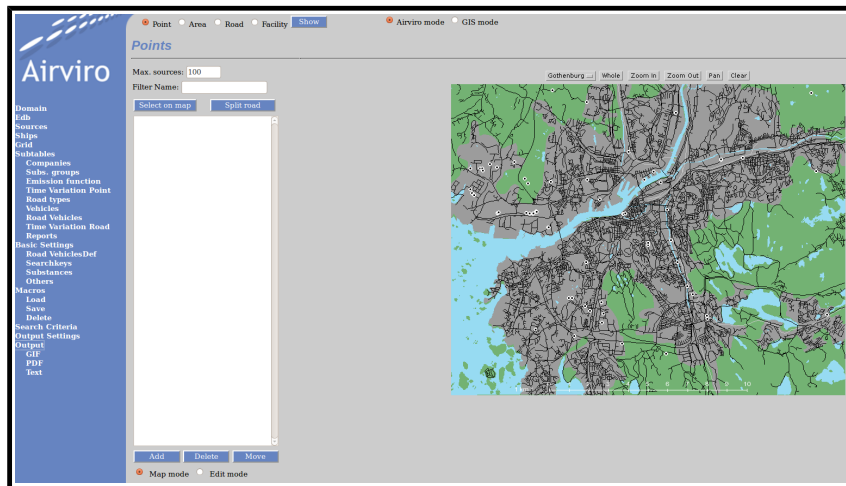 Point Area Road Facility Show Airviro mode GIS mode
Airviro
Points
Max. sources: 100
Filter Name:
Select on map Split road
Gothenburg ... Whole Zoom In Zoom Out Pan Clear
Domain
Edb
Sources
Ships
Grid
Subtables
Companies
Subs. groups
Emission function
Time Variation Point
Road types
Vehicles
Road Vehicles
Time Variation Road
Reports
Basic Settings
Road VehiclesDef
Searchkeys
Substances
Others
Macros
Load
Save
Delete
Search Criteria
Output Settings
Output
GIF
PDF
Text
Add Delete Move
Map mode Edit mode